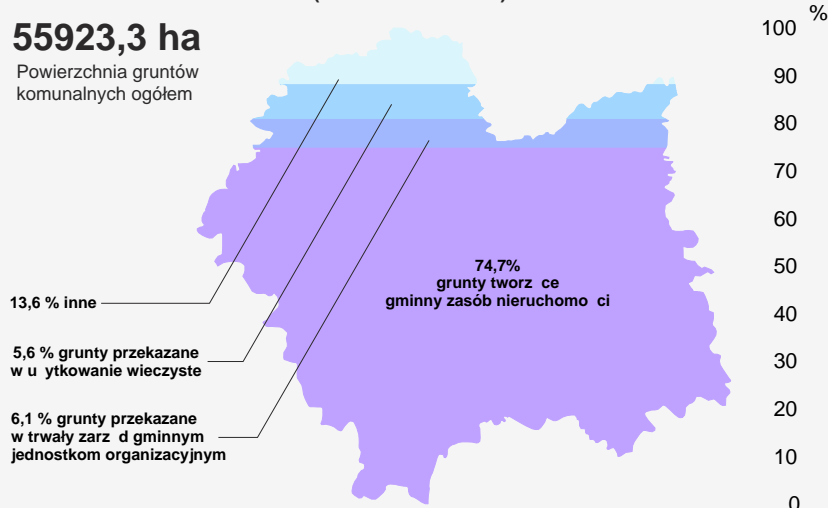 55923,3 ha
Powierzchnia gruntów
komunalnych ogółem
%
100
90
80
70
60
50
40
30
20
10
0
74,7%
grunty tworz ce
gminny zasób nieruchomo ci
13,6 % inne
5,6 % grunty przekazane
w u ytkowanie wieczyste
6,1 % grunty przekazane
w trwały zarz d gminnym
jednostkom organizacyjnym